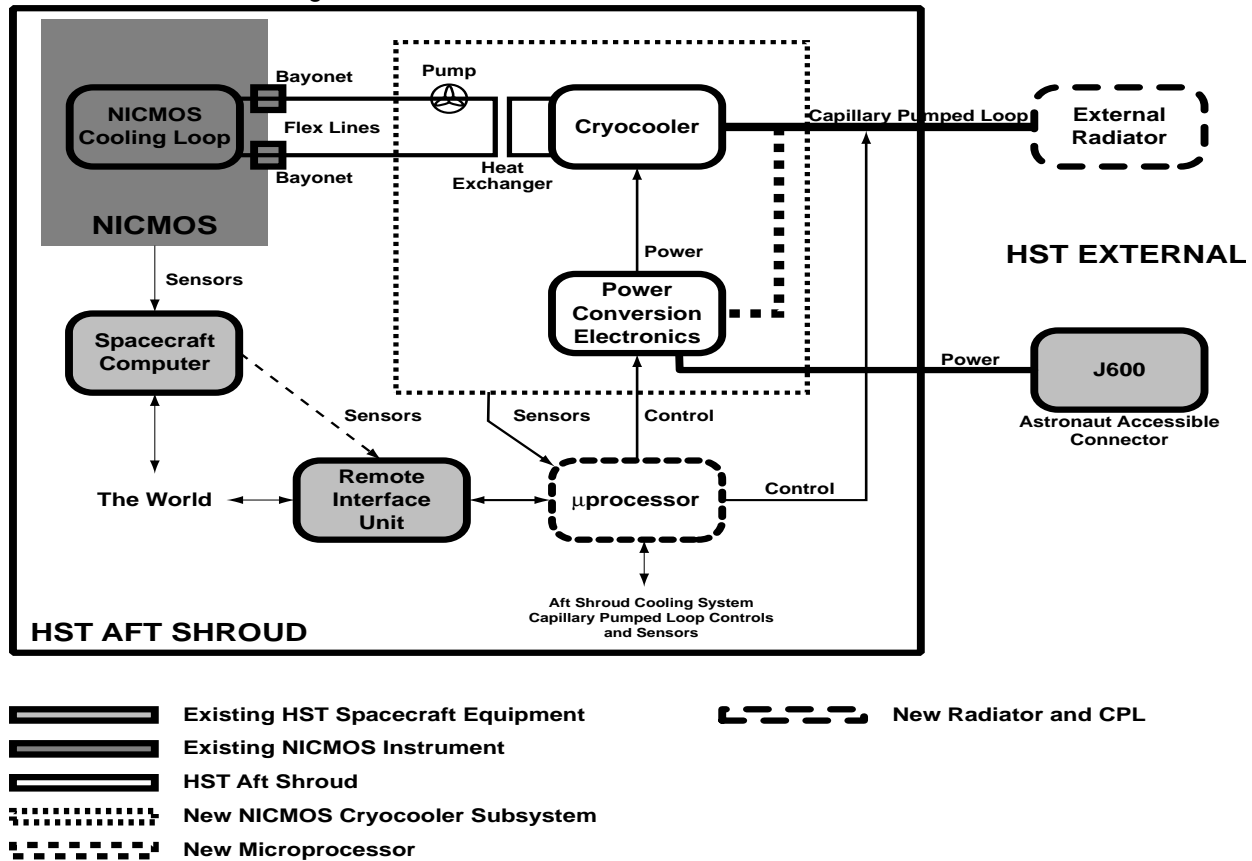 Pump
Bayonet
NICMOS
Cooling Loop
Flex Lines
Cryocooler
Capillary Pumped Loop
External
Radiator
Bayonet
Heat
Exchanger
NICMOS
Sensors
Power
HST EXTERNAL
Power
Conversion
Electronics
Spacecraft
Computer
Power
J600
Astronaut Accessible
Connector
Sensors
Sensors
Control
The World
Remote
Interface
Unit
μprocessor
Control
Aft Shroud Cooling System
Capillary Pumped Loop Controls
and Sensors
HST AFT SHROUD
Existing HST Spacecraft Equipment
New Radiator and CPL
Existing NICMOS Instrument
HST Aft Shroud
New NICMOS Cryocooler Subsystem
New Microprocessor